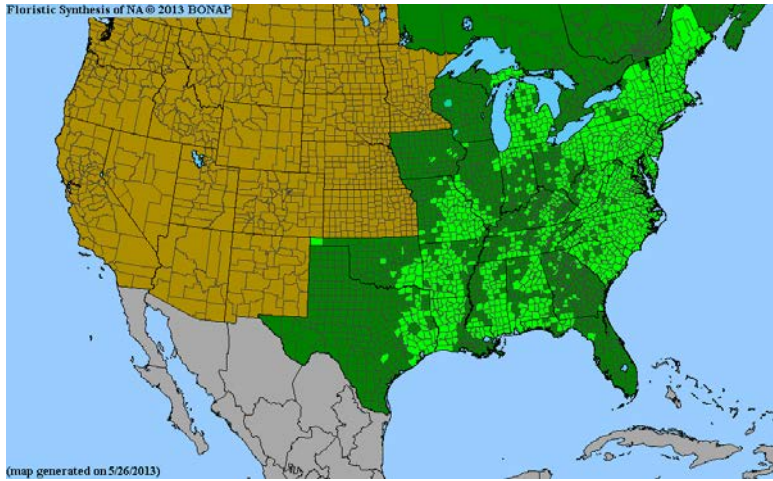 Floristic Synthesis of NA ® 2013 BONAP
(map generated on 5/26/2013)